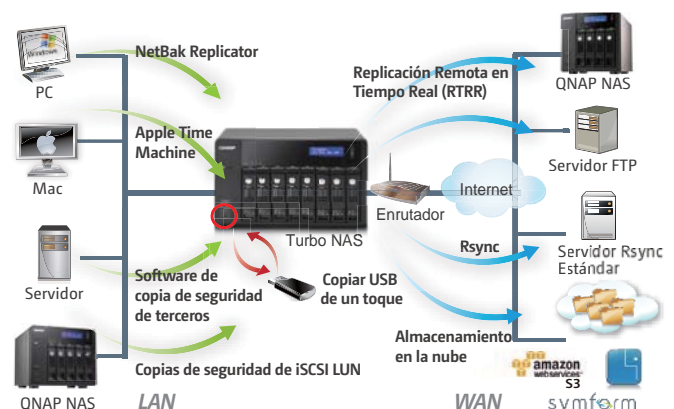 NetBak Replicator
Windows
PC
Replicación Remota en
Tiempo Real (RTRR)
QNAP NAS
Apple Time
Machine
Mac
Servidor FTP
Internet
Enrutador
Turbo NAS
Rsync
Servidor Rsync
Estándar
Servidor
Software de
copia de seguridad
de terceros
Copiar USB
de un toque
Almacenamiento
en la nube
Copias de seguridad de iSCSI LUN
amazon
webservices
S3
QNAP NAS
LAN
WAN
symform